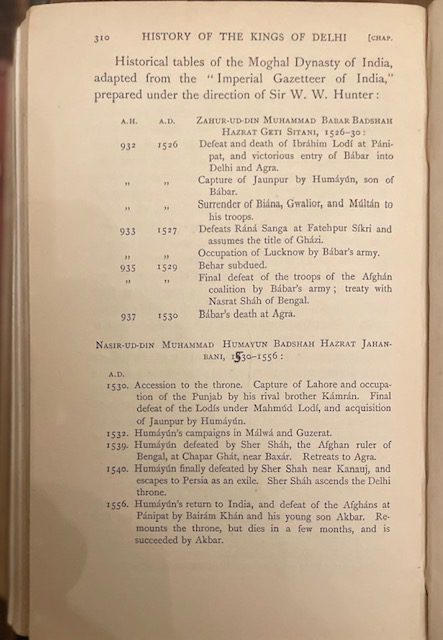 310 HISTORY OF THE KINGS OF DELHI [CHAP.
Historical tables of the Moghal Dynasty of India,
adapted from the "Imperial Gazetteer of India,"
prepared under the direction of Sir W. W. Hunter:
A.H. A.D. ZAHUR-UD-DIN MUHAMMAD BABAR BADSHAH
HAZRAT GETI SITANI, 1526–30:
932 1526 Defeat and death of Ibráhim Lodí at Páni-
pat, and victorious entry of Bábar into
Delhi and Agra.
„ „ Capture of Jaunpur by Humáyún, son of
Bábar.
„ „ Surrender of Biána, Gwalior, and Múltán to
his troops.
933 1527 Defeats Ráná Sanga at Fatehpur Síkri and
assumes the title of Gházi.
„ „ Occupation of Lucknow by Bábar's army.
935 1529 Behar subdued.
„ „ Final defeat of the troops of the Afghán
coalition by Bábar's army; treaty with
Nasrat Sháh of Bengal.
937 1530 Bábar's death at Agra.
NASIR-UD-DIN MUHAMMAD HUMAYUN BADSHAH HAZRAT JAHAN-
BANI, 1530–1556:
A.D.
1530. Accession to the throne. Capture of Lahore and occupa-
tion of the Punjab by his rival brother Kámrán. Final
defeat of the Lodís under Mahmúd Lodí, and acquisition
of Jaunpur by Humáyún.
1532. Humáyún's campaigns in Málwá and Guzerat.
1539. Humáyún defeated by Sher Sháh, the Afghan ruler of
Bengal, at Chapar Ghát, near Baxár. Retreats to Agra.
1540. Humáyún finally defeated by Sher Shah near Kanauj, and
escapes to Persia as an exile. Sher Sháh ascends the Delhi
throne.
1556. Humáyún's return to India, and defeat of the Afgháns at
Pánipat by Bairám Khán and his young son Akbar. Re-
mounts the throne, but dies in a few months, and is
succeeded by Akbar.